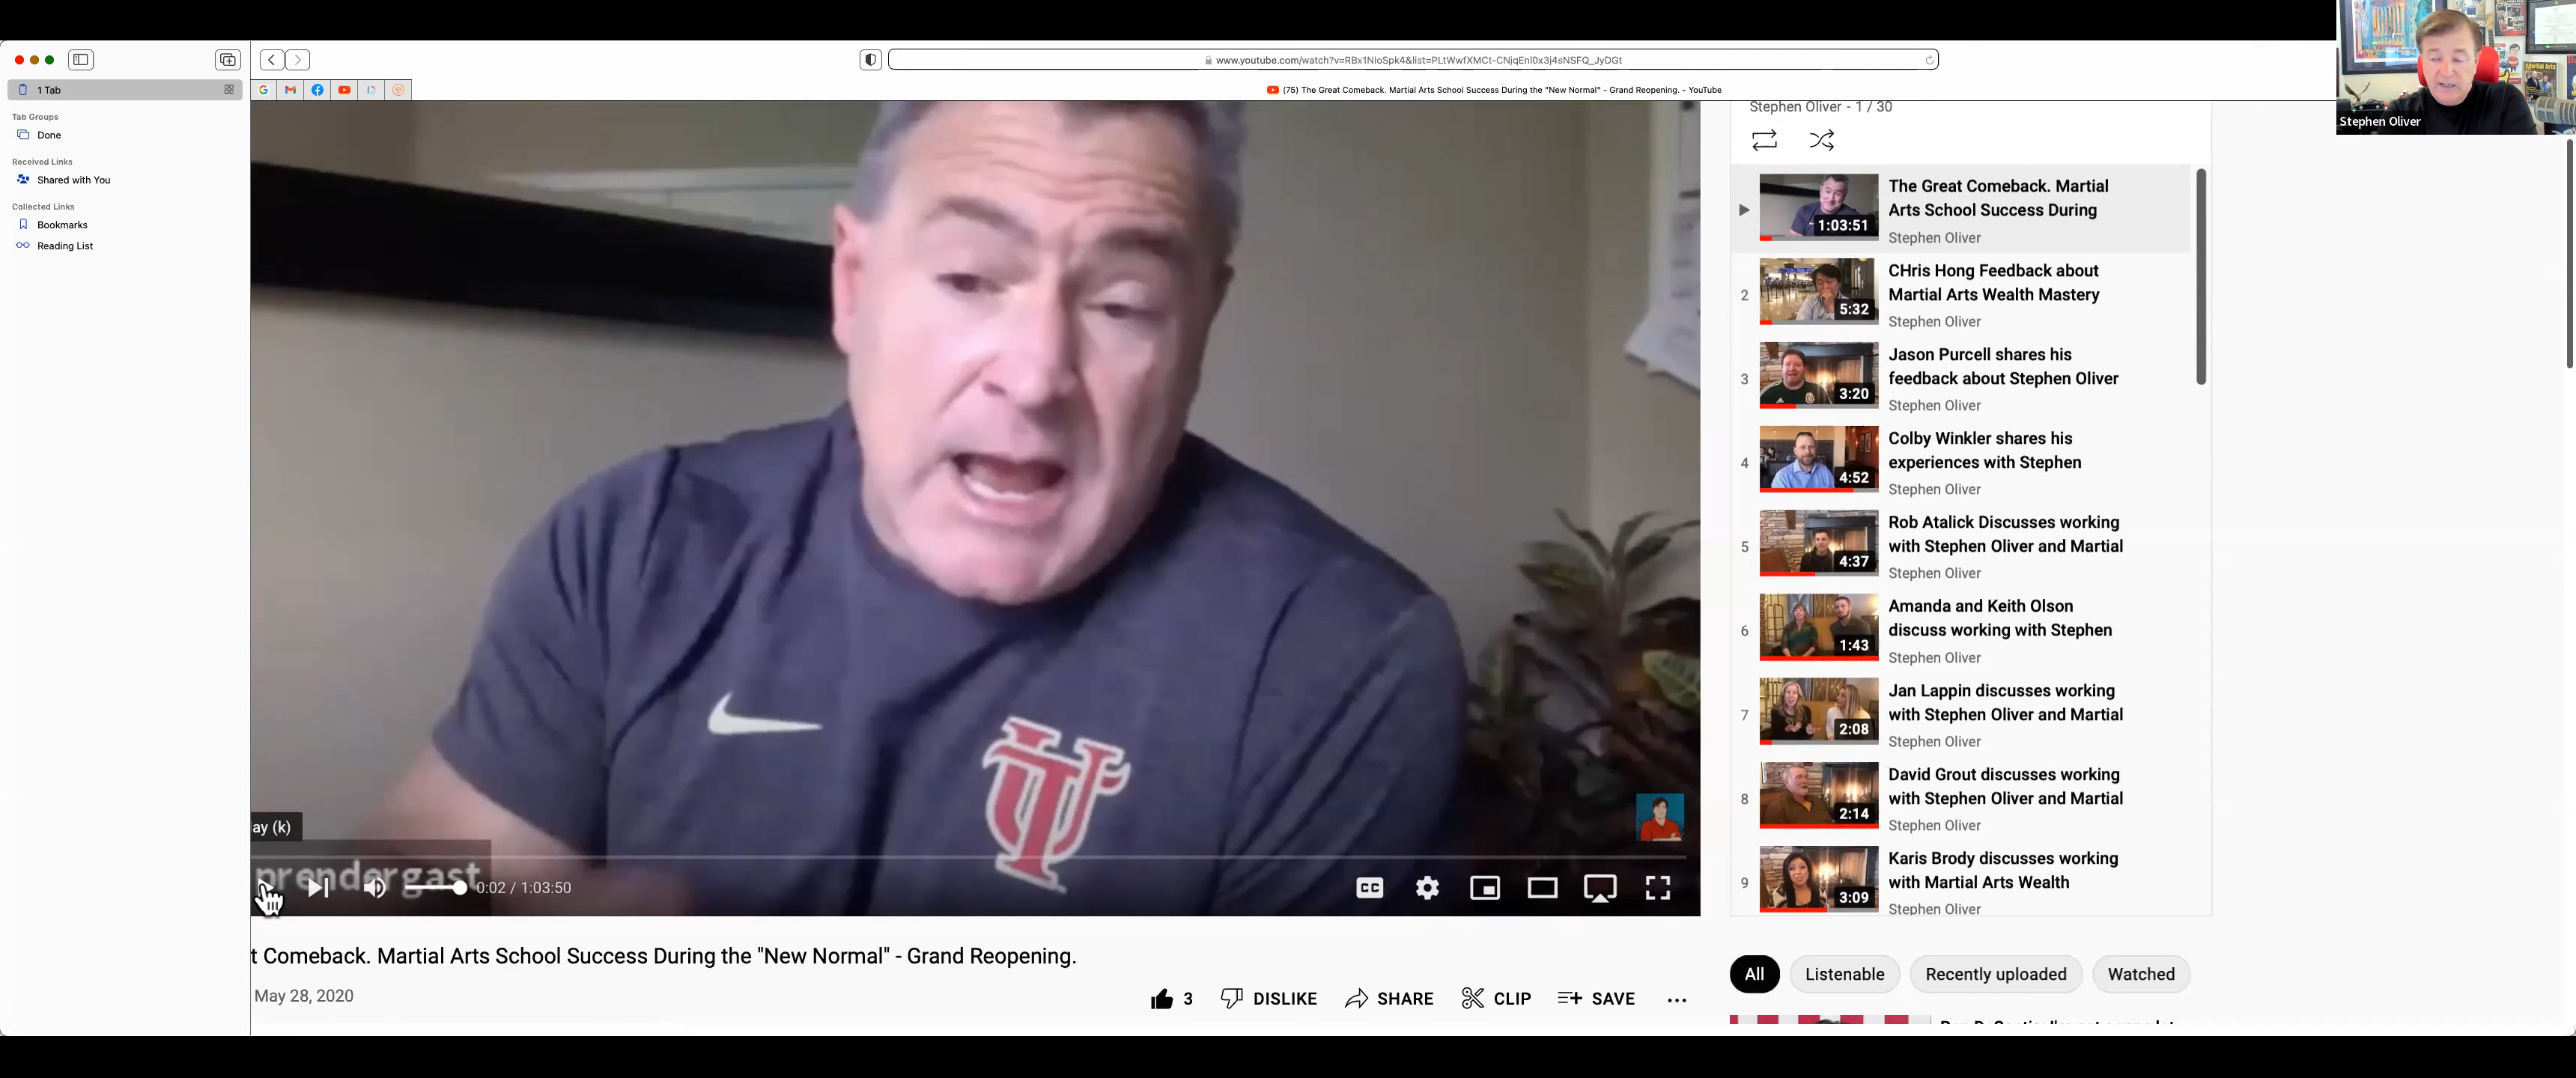 www.youtube.com/watch?v=RBx1NIoSpk4&list=PLtWwfXMCt-CNjqEnl0x3j4sNSFQ_JyDGt
1 Tab
(75) The Great Comeback. Martial Arts School Success During the "New Normal" - Grand Reopening. - YouTube
Tab Groups
Done
Received Links
Shared with You
Collected Links
Bookmarks
Reading List
Stephen Oliver
Stephen Oliver - 1 / 30
The Great Comeback. Martial
Arts School Success During
Stephen Oliver
1:03:51
2
CHris Hong Feedback about
Martial Arts Wealth Mastery
Stephen Oliver
5:32
3
Jason Purcell shares his
feedback about Stephen Oliver
Stephen Oliver
3:20
4
Colby Winkler shares his
experiences with Stephen
Stephen Oliver
4:52
5
Rob Atalick Discusses working
with Stephen Oliver and Martial
Stephen Oliver
4:37
6
Amanda and Keith Olson
discuss working with Stephen
Stephen Oliver
1:43
7
Jan Lappin discusses working
with Stephen Oliver and Martial
Stephen Oliver
2:08
8
David Grout discusses working
with Stephen Oliver and Martial
Stephen Oliver
2:14
9
Karis Brody discusses working
with Martial Arts Wealth
Stephen Oliver
3:09
ay (k)
prendergast
0:02 / 1:03:50
CC
t Comeback. Martial Arts School Success During the "New Normal" - Grand Reopening.
May 28, 2020
3
DISLIKE
SHARE
CLIP
SAVE
All
Listenable
Recently uploaded
Watched